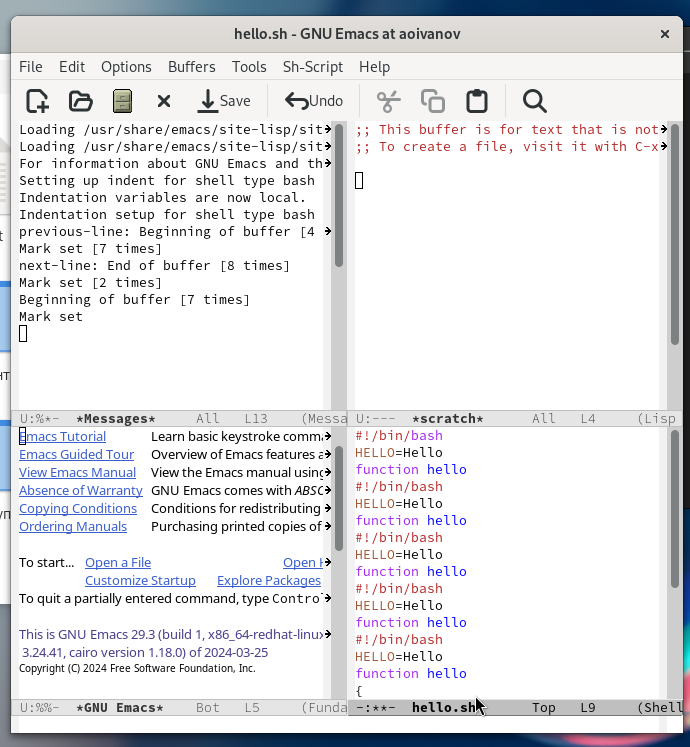 hello.sh - GNU Emacs at aoivanov
File Edit Options Buffers Tools Sh-Script Help
Save Undo
Loading /usr/share/emacs/site-lisp/sit
Loading /usr/share/emacs/site-lisp/sit
For information about GNU Emacs and th
Setting up indent for shell type bash
Indentation variables are now local.
Indentation setup for shell type bash
previous-line: Beginning of buffer [4
Mark set [7 times]
next-line: End of buffer [8 times]
Mark set [2 times]
Beginning of buffer [7 times]
Mark set
U:%*- *Messages* All L13 (Messa
;; This buffer is for text that is not
;; To create a file, visit it with C-x
U:--- *scratch* All L4 (Lisp
Emacs Tutorial Learn basic keystroke comma
Emacs Guided Tour Overview of Emacs features a
View Emacs Manual View the Emacs manual using
Absence of Warranty GNU Emacs comes with ABSO
Copying Conditions Conditions for redistributing
Ordering Manuals Purchasing printed copies of
To start... Open a File Open H
Customize Startup Explore Packages
To quit a partially entered command, type Control
This is GNU Emacs 29.3 (build 1, x86_64-redhat-linux
3.24.41, cairo version 1.18.0) of 2024-03-25
Copyright (C) 2024 Free Software Foundation, Inc.
U:%%- *GNU Emacs* Bot L5 (Funda
#!/bin/bash
HELLO=Hello
function hello
#!/bin/bash
HELLO=Hello
function hello
#!/bin/bash
HELLO=Hello
function hello
#!/bin/bash
HELLO=Hello
function hello
#!/bin/bash
HELLO=Hello
function hello
{
-:**- hello.sh Top L9 (Shell